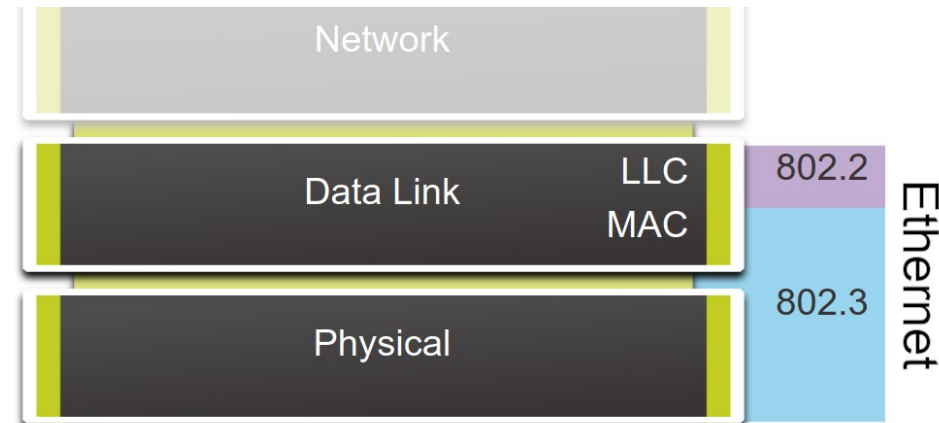 Network
Data Link
LLC
MAC
802.2
802.3
Physical
Ethernet